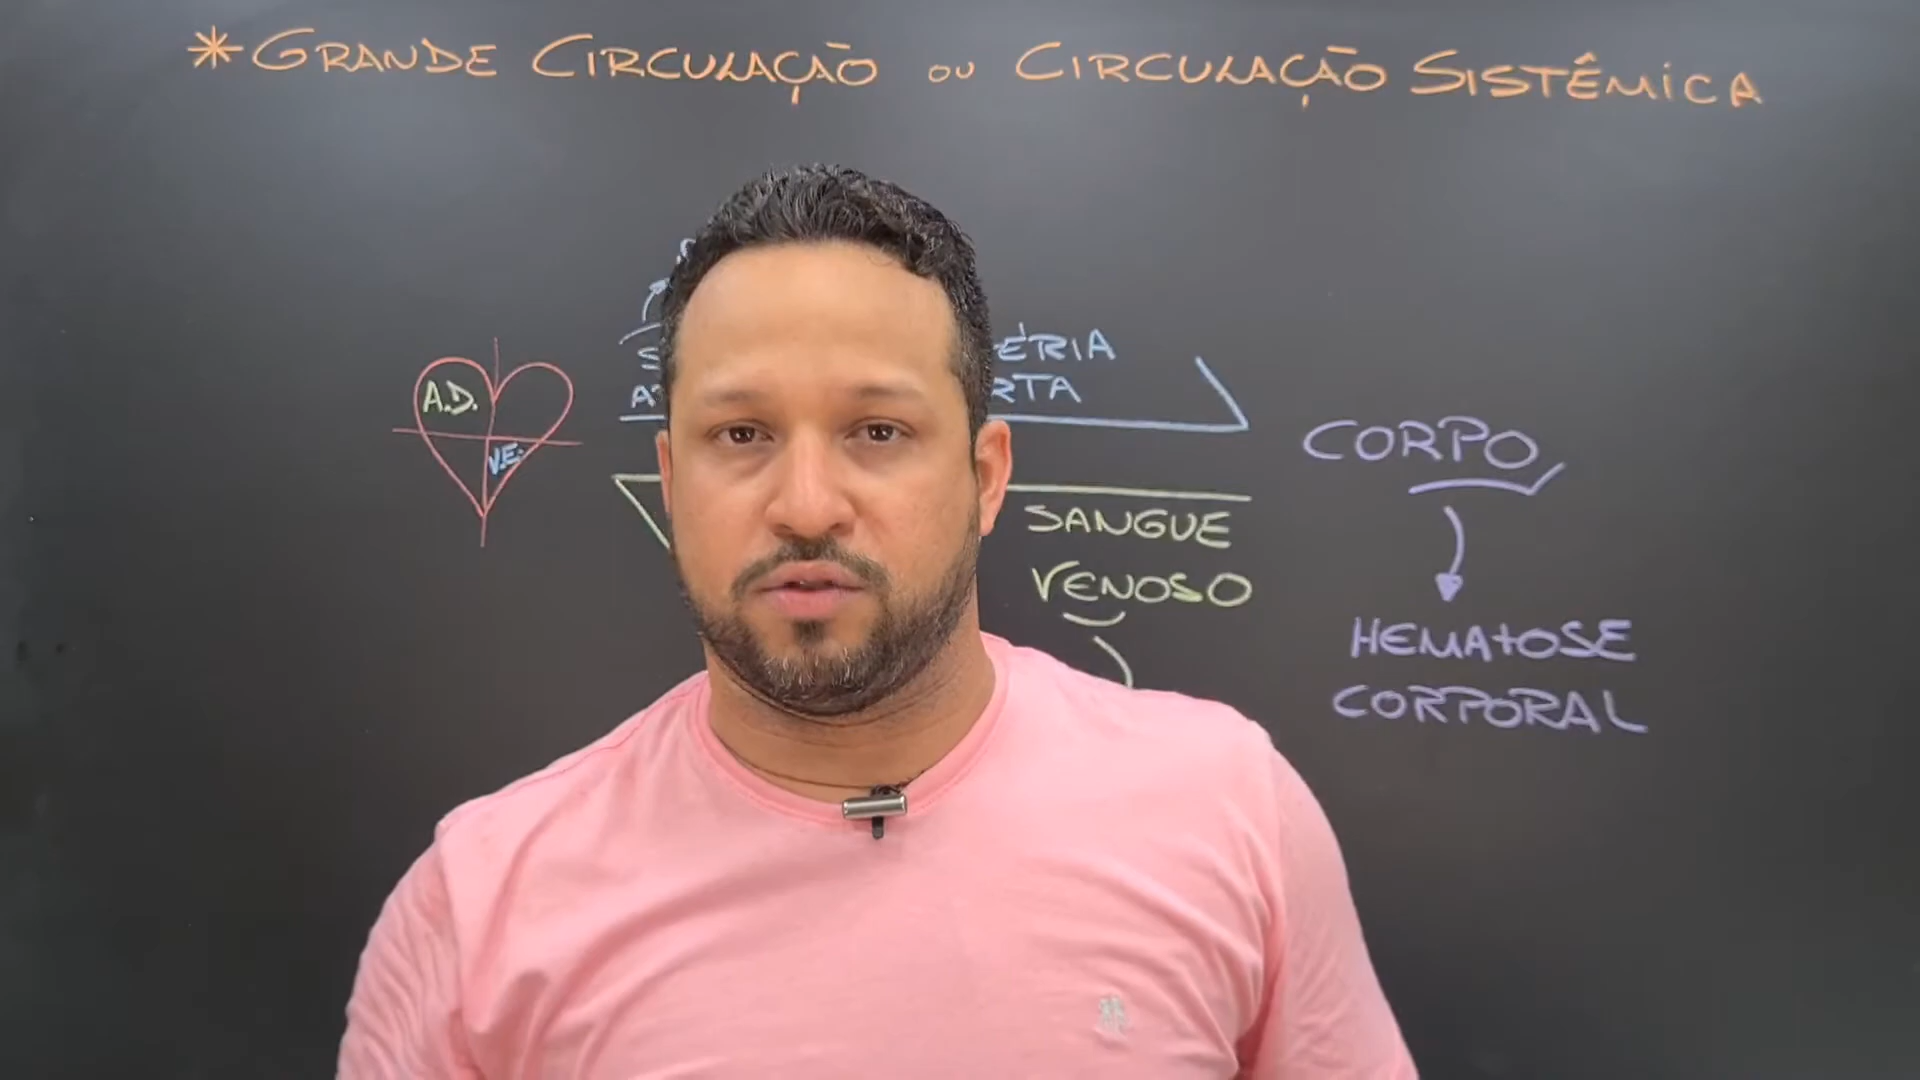 *GRANDE CIRCULAÇÃO OU CIRCULAÇÃO SISTÊMICA
ÉRIA
RTA
A.D.
V.E.
CORPO
SANGUE
VENOSO
HEMATOSE
CORPORAL